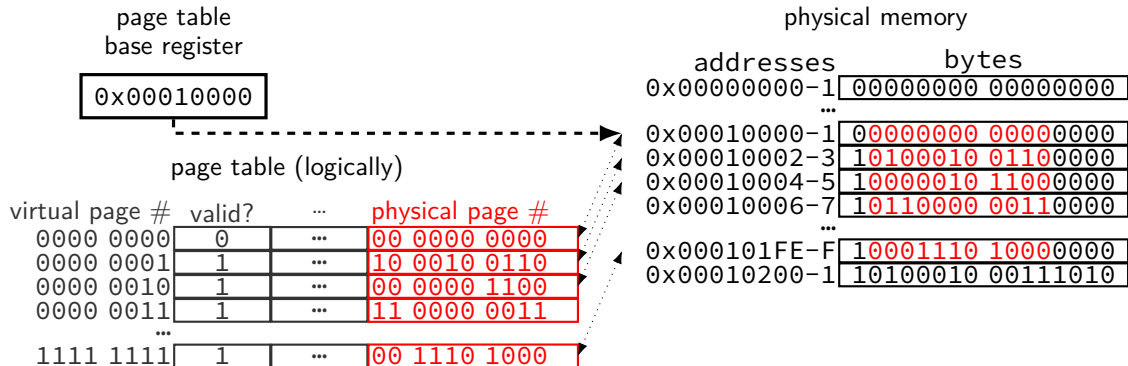 page table
base register
0x00010000
page table (logically)
virtual page # valid? ... physical page #
0000 0000 0 ... 00 0000 0000
0000 0001 1 ... 10 0010 0110
0000 0010 1 ... 00 0000 1100
0000 0011 1 ... 11 0000 0011
...
1111 1111 1 ... 00 1110 1000
physical memory
addresses bytes
0x00000000-1 00000000 00000000
...
0x00010000-1 00000000 00000000
0x00010002-3 10100010 01100000
0x00010004-5 10000010 11000000
0x00010006-7 10110000 00110000
...
0x000101FE-F 10001110 10000000
0x00010200-1 10100010 00111010